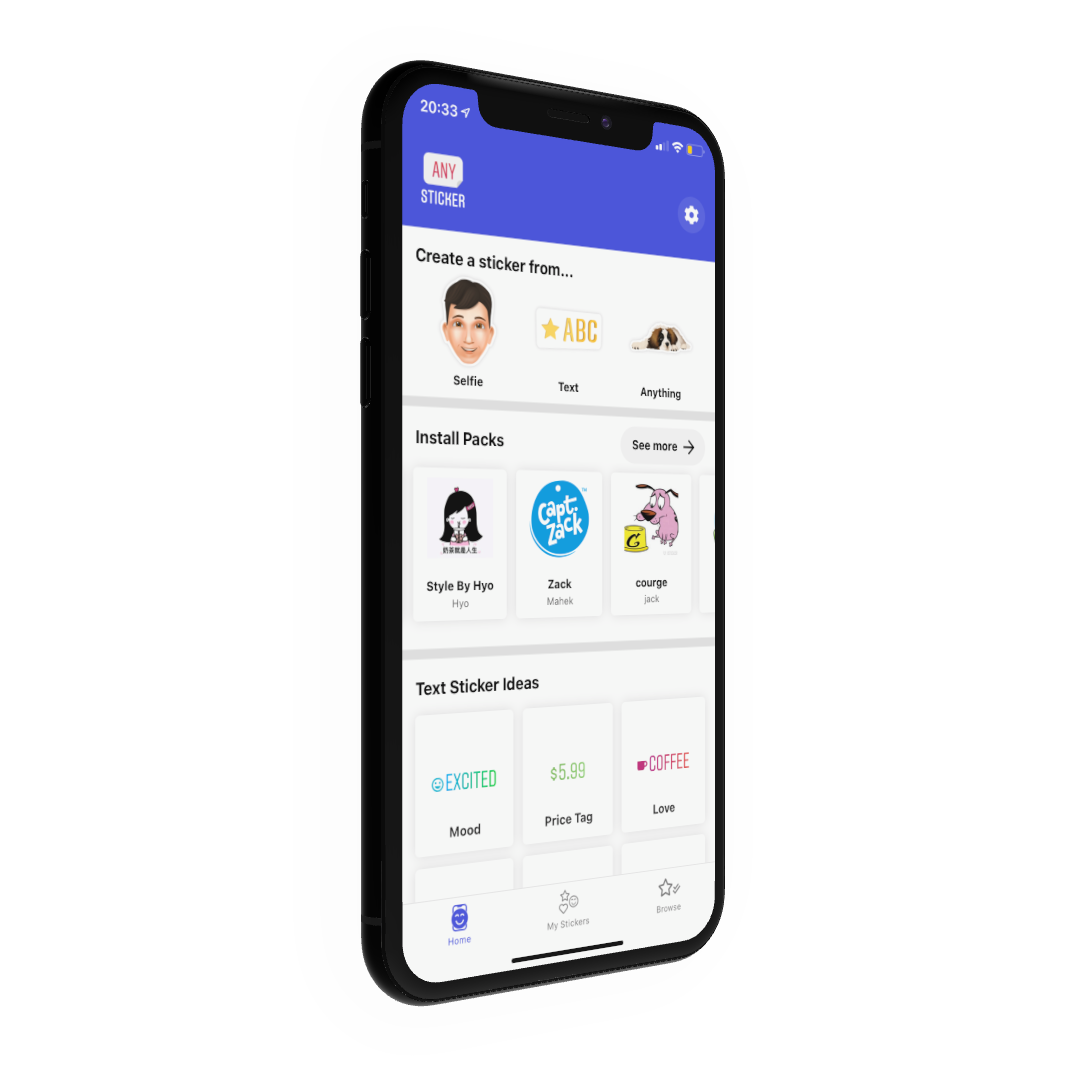 20:33
ANY
STICKER
Create a sticker from...
ABC
Selfie
Text
Anything
Install Packs
See more
奶茶就是人生
Capt.
Zack
TM
C
Style By Hyo
Zack
courge
Hyo
Mahek
jack
Text Sticker Ideas
EXCITED
$5.99
COFFEE
Mood
Price Tag
Love
Home
My Stickers
Browse